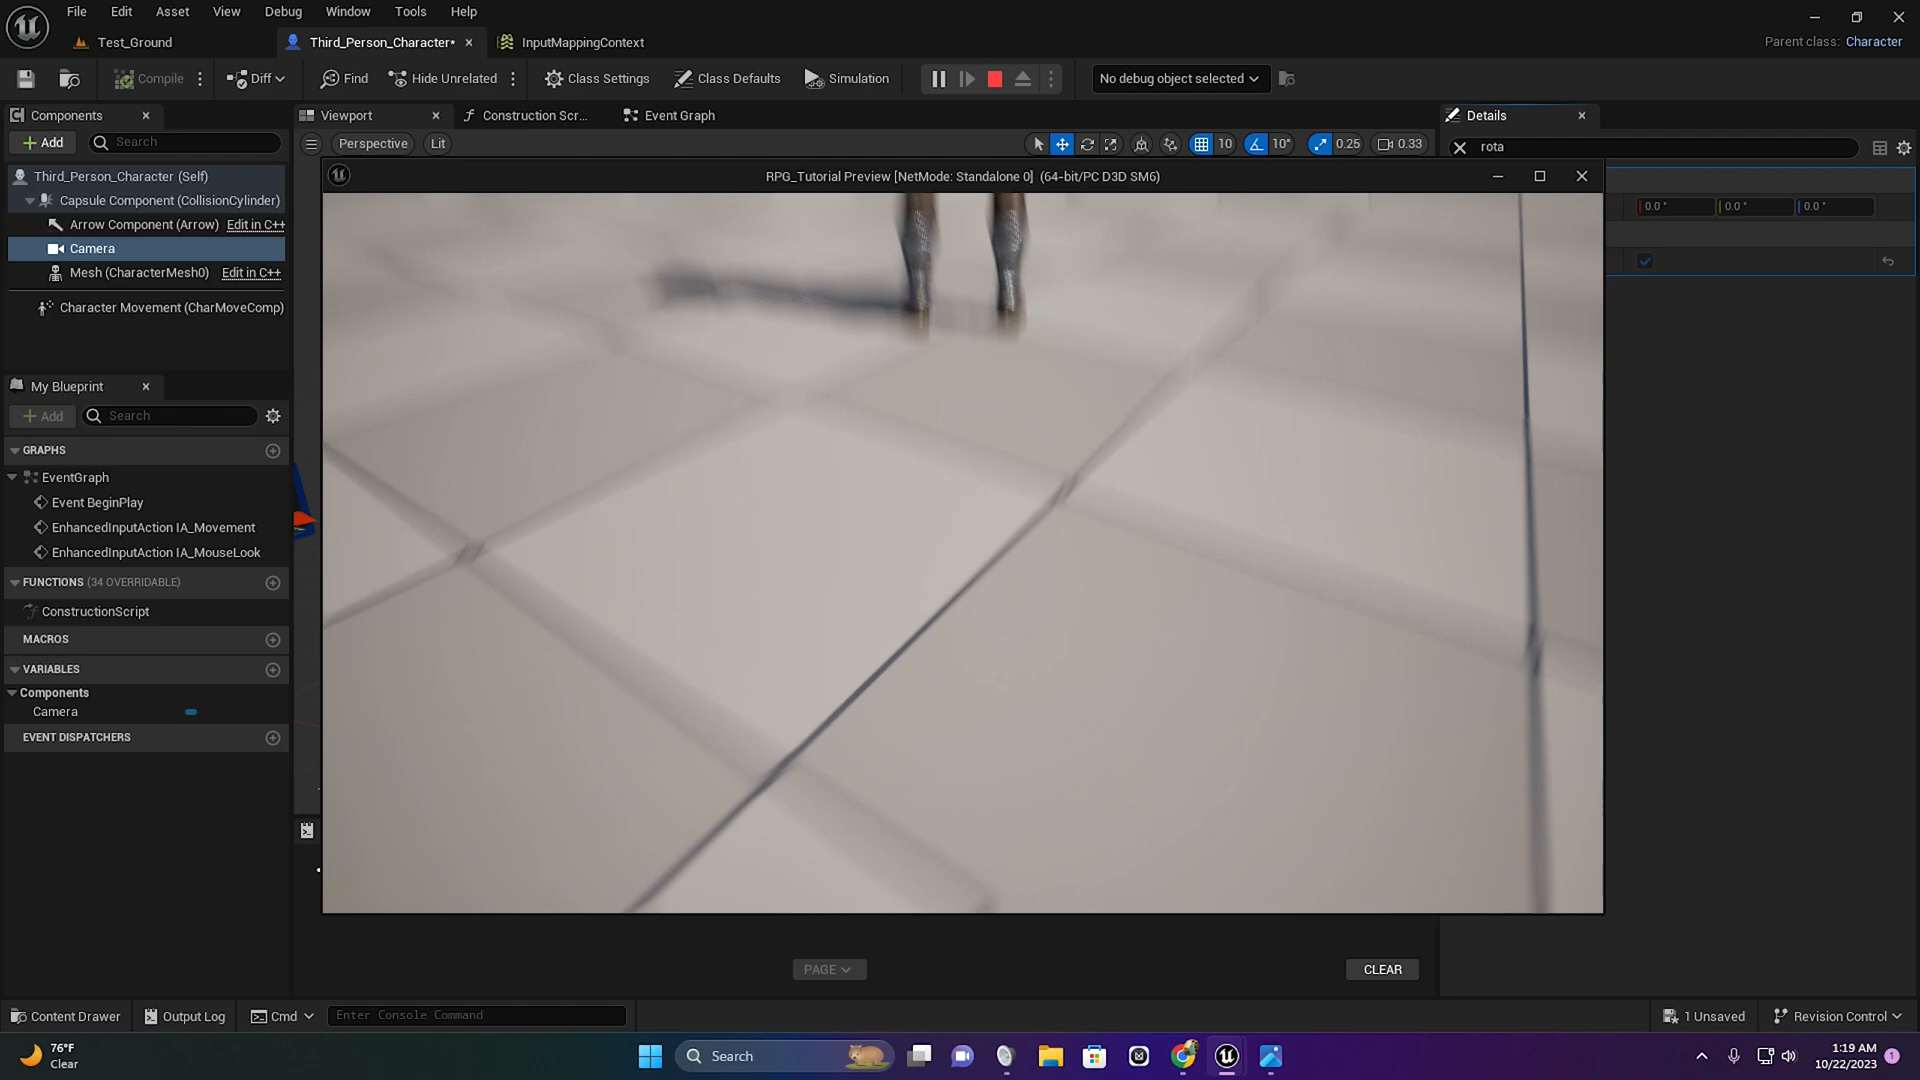 File Edit Asset View Debug Window Tools Help
Test_Ground
Third_Person_Character*
InputMappingContext
Parent class: Character
Compile
Diff
Find
Hide Unrelated
Class Settings
Class Defaults
Simulation
No debug object selected
Components
Viewport
Construction Scr...
Event Graph
Details
Add
Search
Perspective
Lit
10
10°
0.25
0.33
rota
Third_Person_Character (Self)
RPG_Tutorial Preview [NetMode: Standalone 0] (64-bit/PC D3D SM6)
Capsule Component (CollisionCylinder)
0.0 °
0.0 °
0.0 °
Arrow Component (Arrow) Edit in C++
Camera
Mesh (CharacterMesh0) Edit in C++
Character Movement (CharMoveComp)
My Blueprint
Add
Search
GRAPHS
EventGraph
Event BeginPlay
EnhancedInputAction IA_Movement
EnhancedInputAction IA_MouseLook
FUNCTIONS (34 OVERRIDABLE)
ConstructionScript
MACROS
VARIABLES
Components
Camera
EVENT DISPATCHERS
PAGE
CLEAR
Content Drawer
Output Log
Cmd
Enter Console Command
1 Unsaved
Revision Control
76°F
Clear
Search
1:19 AM
10/22/2023
1